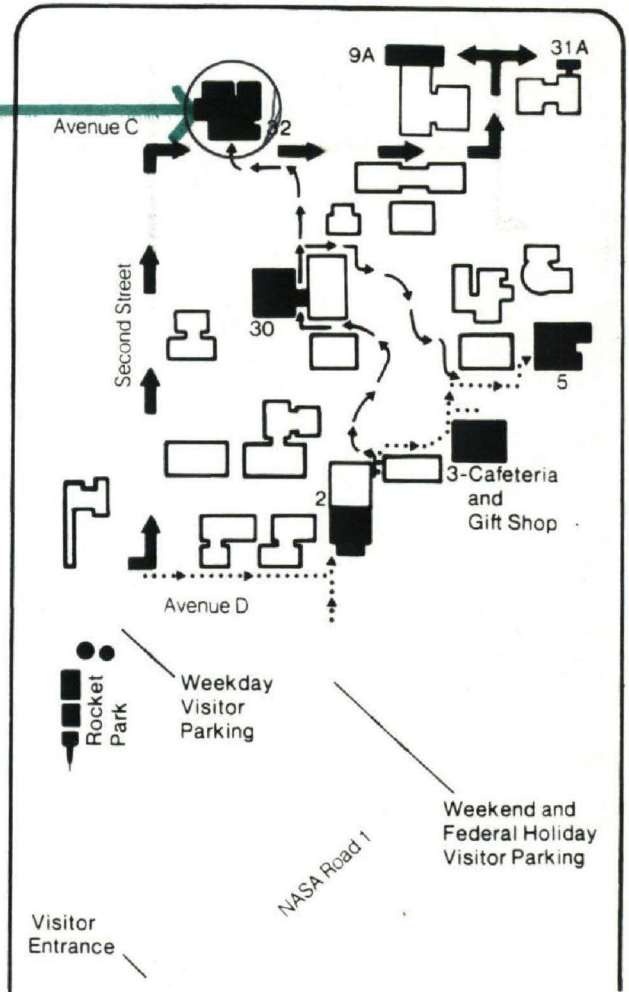 9A
31A
Avenue C
32
Second Street
30
5
2
3-Cafeteria
and
Gift Shop
Avenue D
Rocket
Park
Weekday
Visitor
Parking
Weekend and
Federal Holiday
Visitor Parking
NASA Road 1
Visitor
Entrance